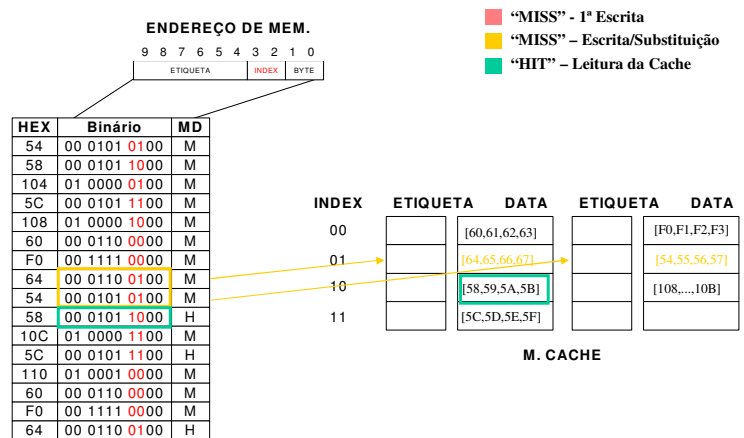 ENDEREÇO DE MEM.
9 8 7 6 5 4 3 2 1 0
ETIQUETA INDEX BYTE
“MISS” - 1ª Escrita
“MISS” – Escrita/Substituição
“HIT” – Leitura da Cache
HEX Binário MD
54 00 0101 0100 M
58 00 0101 1000 M
104 01 0000 0100 M
5C 00 0101 1100 M
108 01 0000 1000 M
60 00 0110 0000 M
F0 00 1111 0000 M
64 00 0110 0100 M
54 00 0101 0100 M
58 00 0101 1000 H
10C 01 0000 1100 M
5C 00 0101 1100 H
110 01 0001 0000 M
60 00 0110 0000 M
F0 00 1111 0000 M
64 00 0110 0100 H
INDEX ETIQUETA DATA ETIQUETA DATA
00 [60,61,62,63] [F0,F1,F2,F3]
01 [64,65,66,67] [54,55,56,57]
10 [58,59,5A,5B] [108,...,10B]
11 [5C,5D,5E,5F]
M. CACHE